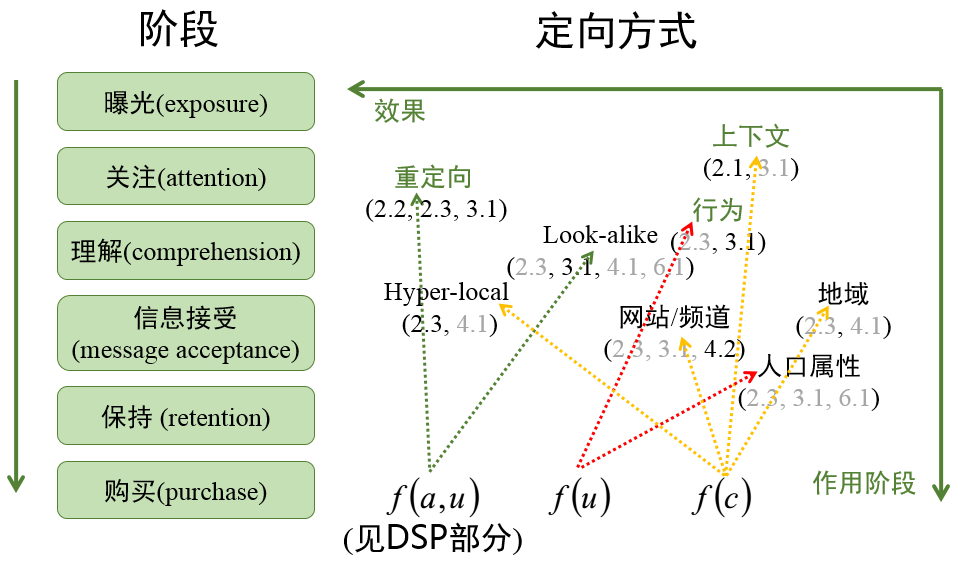 阶段
定向方式
曝光(exposure)
关注(attention)
理解(comprehension)
信息接受
(message acceptance)
保持 (retention)
购买(purchase)
效果
上下文
(2.1, 3.1)
重定向
(2.2, 2.3, 3.1)
行为
(2.3, 3.1)
Look-alike
(2.3, 3.1, 4.1, 6.1)
Hyper-local
(2.3, 4.1)
网站/频道
(2.3, 3.1, 4.2)
地域
(2.3, 4.1)
人口属性
(2.3, 3.1, 6.1)
作用阶段
f(a,u)
f(u)
f(c)
(见DSP部分)